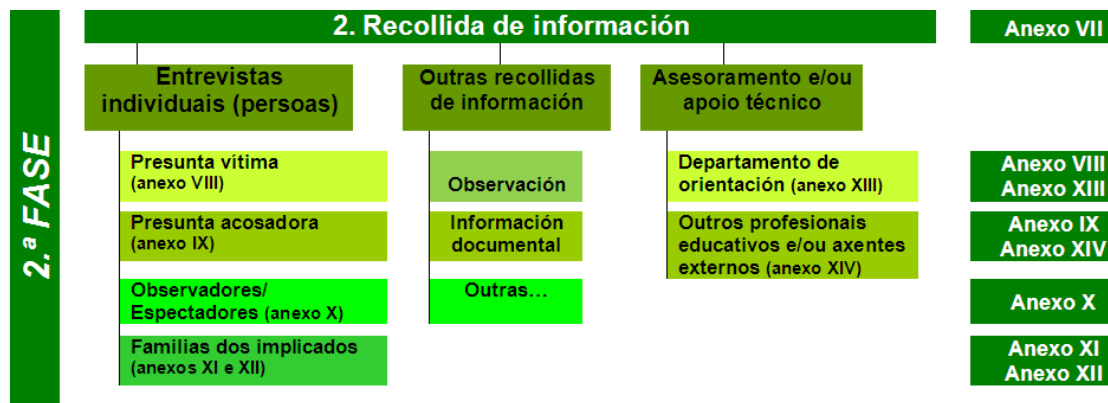 2.ª FASE
2. Recollida de información
Anexo VII
Entrevistas
individuais (persoas)
Outras recollidas
de información
Asesoramento e/ou
apoio técnico
Presunta vítima
(anexo VIII)
Observación
Departamento de
orientación (anexo XIII)
Anexo VIII
Anexo XIII
Presunta acosadora
(anexo IX)
Información
documental
Outros profesionais
educativos e/ou axentes
externos (anexo XIV)
Anexo IX
Anexo XIV
Observadores/
Espectadores (anexo X)
Outras...
Anexo X
Familias dos implicados
(anexos XI e XII)
Anexo XI
Anexo XII